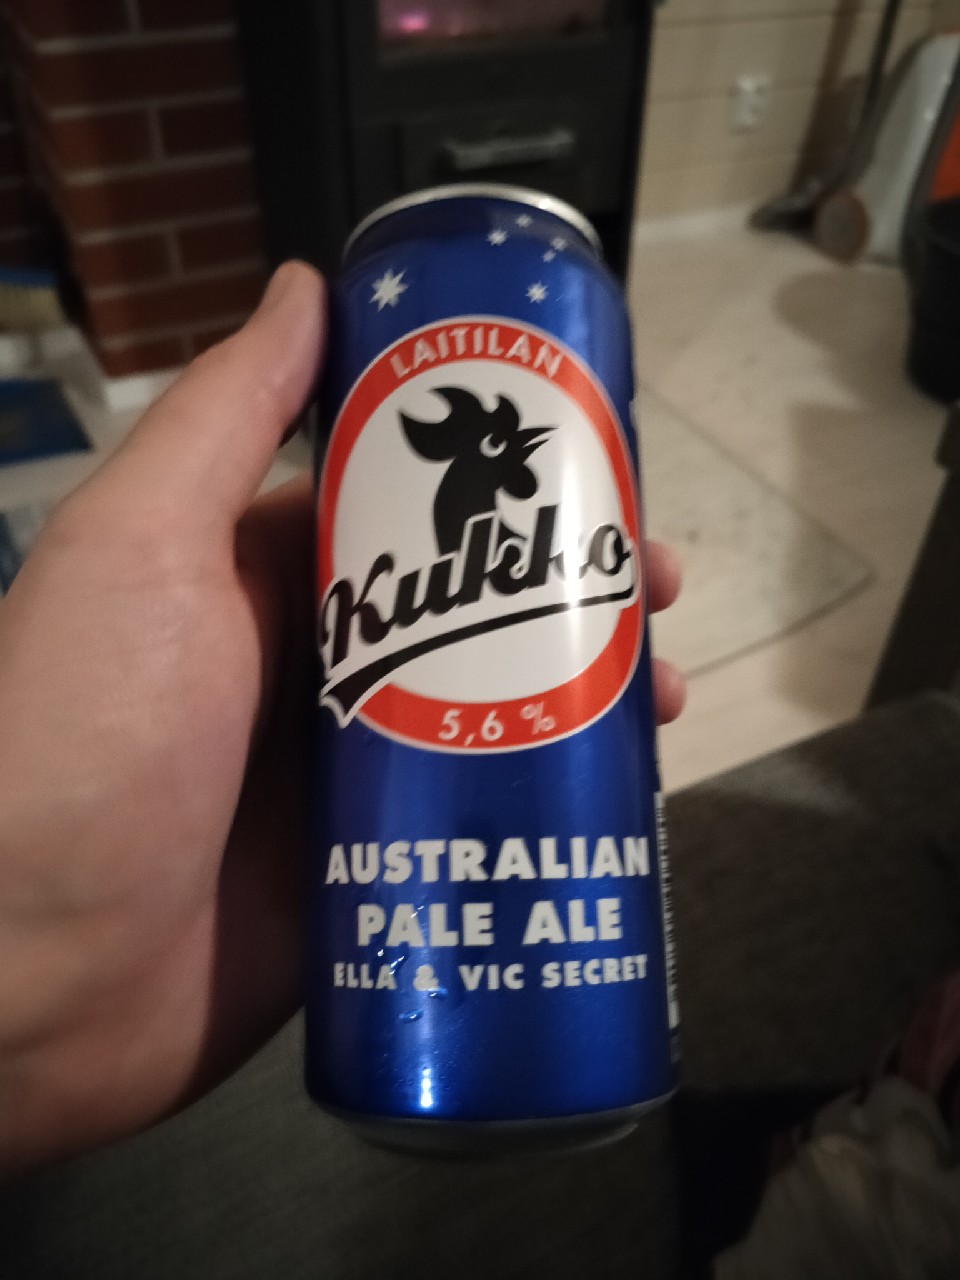 LAITILAN
Kukko
5,6 %
AUSTRALIAN
PALE ALE
ELLA & VIC SECRET